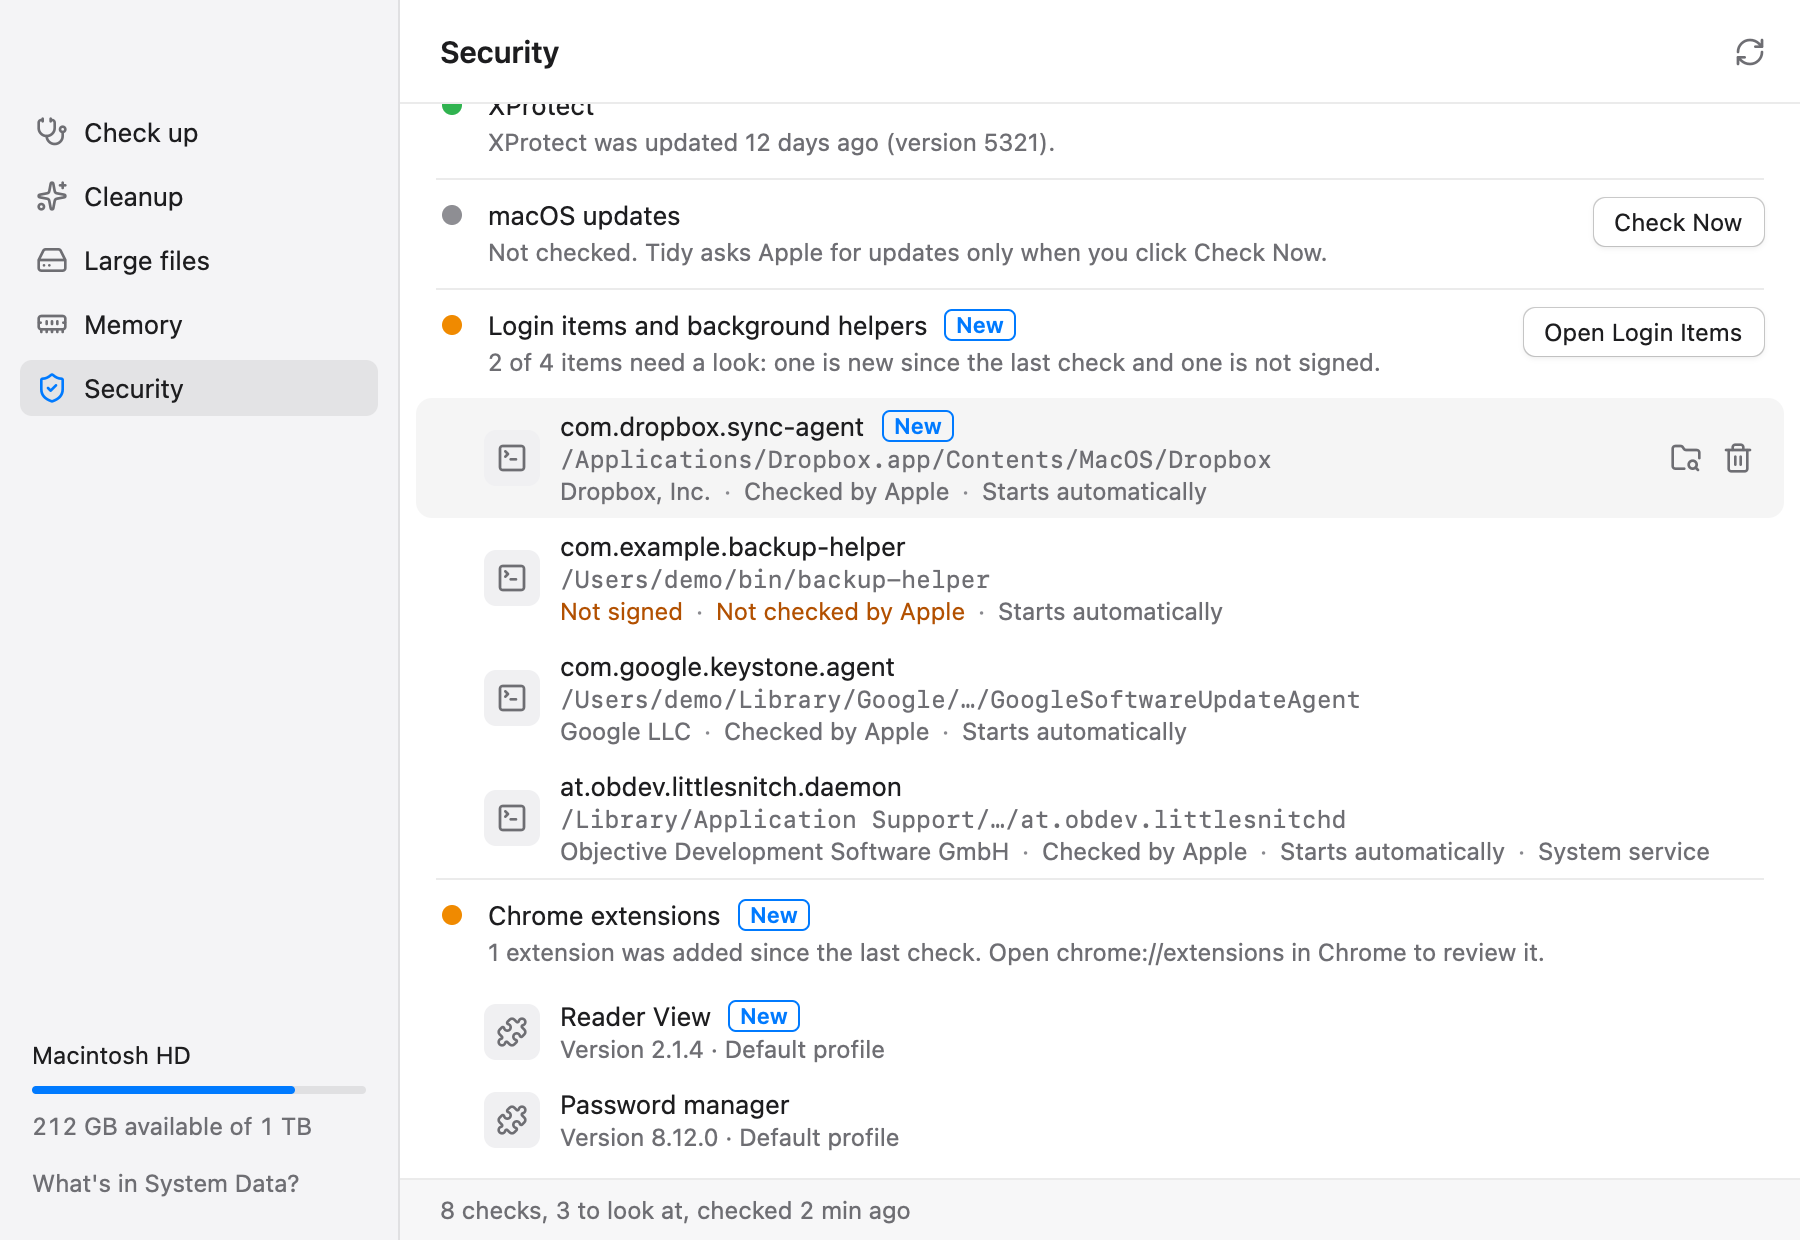 Security
Check up
Cleanup
Large files
Memory
Security
Macintosh HD
212 GB available of 1 TB
What's in System Data?
XProtect
XProtect was updated 12 days ago (version 5321).
macOS updates
Not checked. Tidy asks Apple for updates only when you click Check Now.
Check Now
Login items and background helpers New
2 of 4 items need a look: one is new since the last check and one is not signed.
Open Login Items
com.dropbox.sync-agent New
/Applications/Dropbox.app/Contents/MacOS/Dropbox
Dropbox, Inc. · Checked by Apple · Starts automatically
com.example.backup-helper
/Users/demo/bin/backup-helper
Not signed · Not checked by Apple · Starts automatically
com.google.keystone.agent
/Users/demo/Library/Google/…/GoogleSoftwareUpdateAgent
Google LLC · Checked by Apple · Starts automatically
at.obdev.littlesnitch.daemon
/Library/Application Support/…/at.obdev.littlesnitchd
Objective Development Software GmbH · Checked by Apple · Starts automatically · System service
Chrome extensions New
1 extension was added since the last check. Open chrome://extensions in Chrome to review it.
Reader View New
Version 2.1.4 · Default profile
Password manager
Version 8.12.0 · Default profile
8 checks, 3 to look at, checked 2 min ago